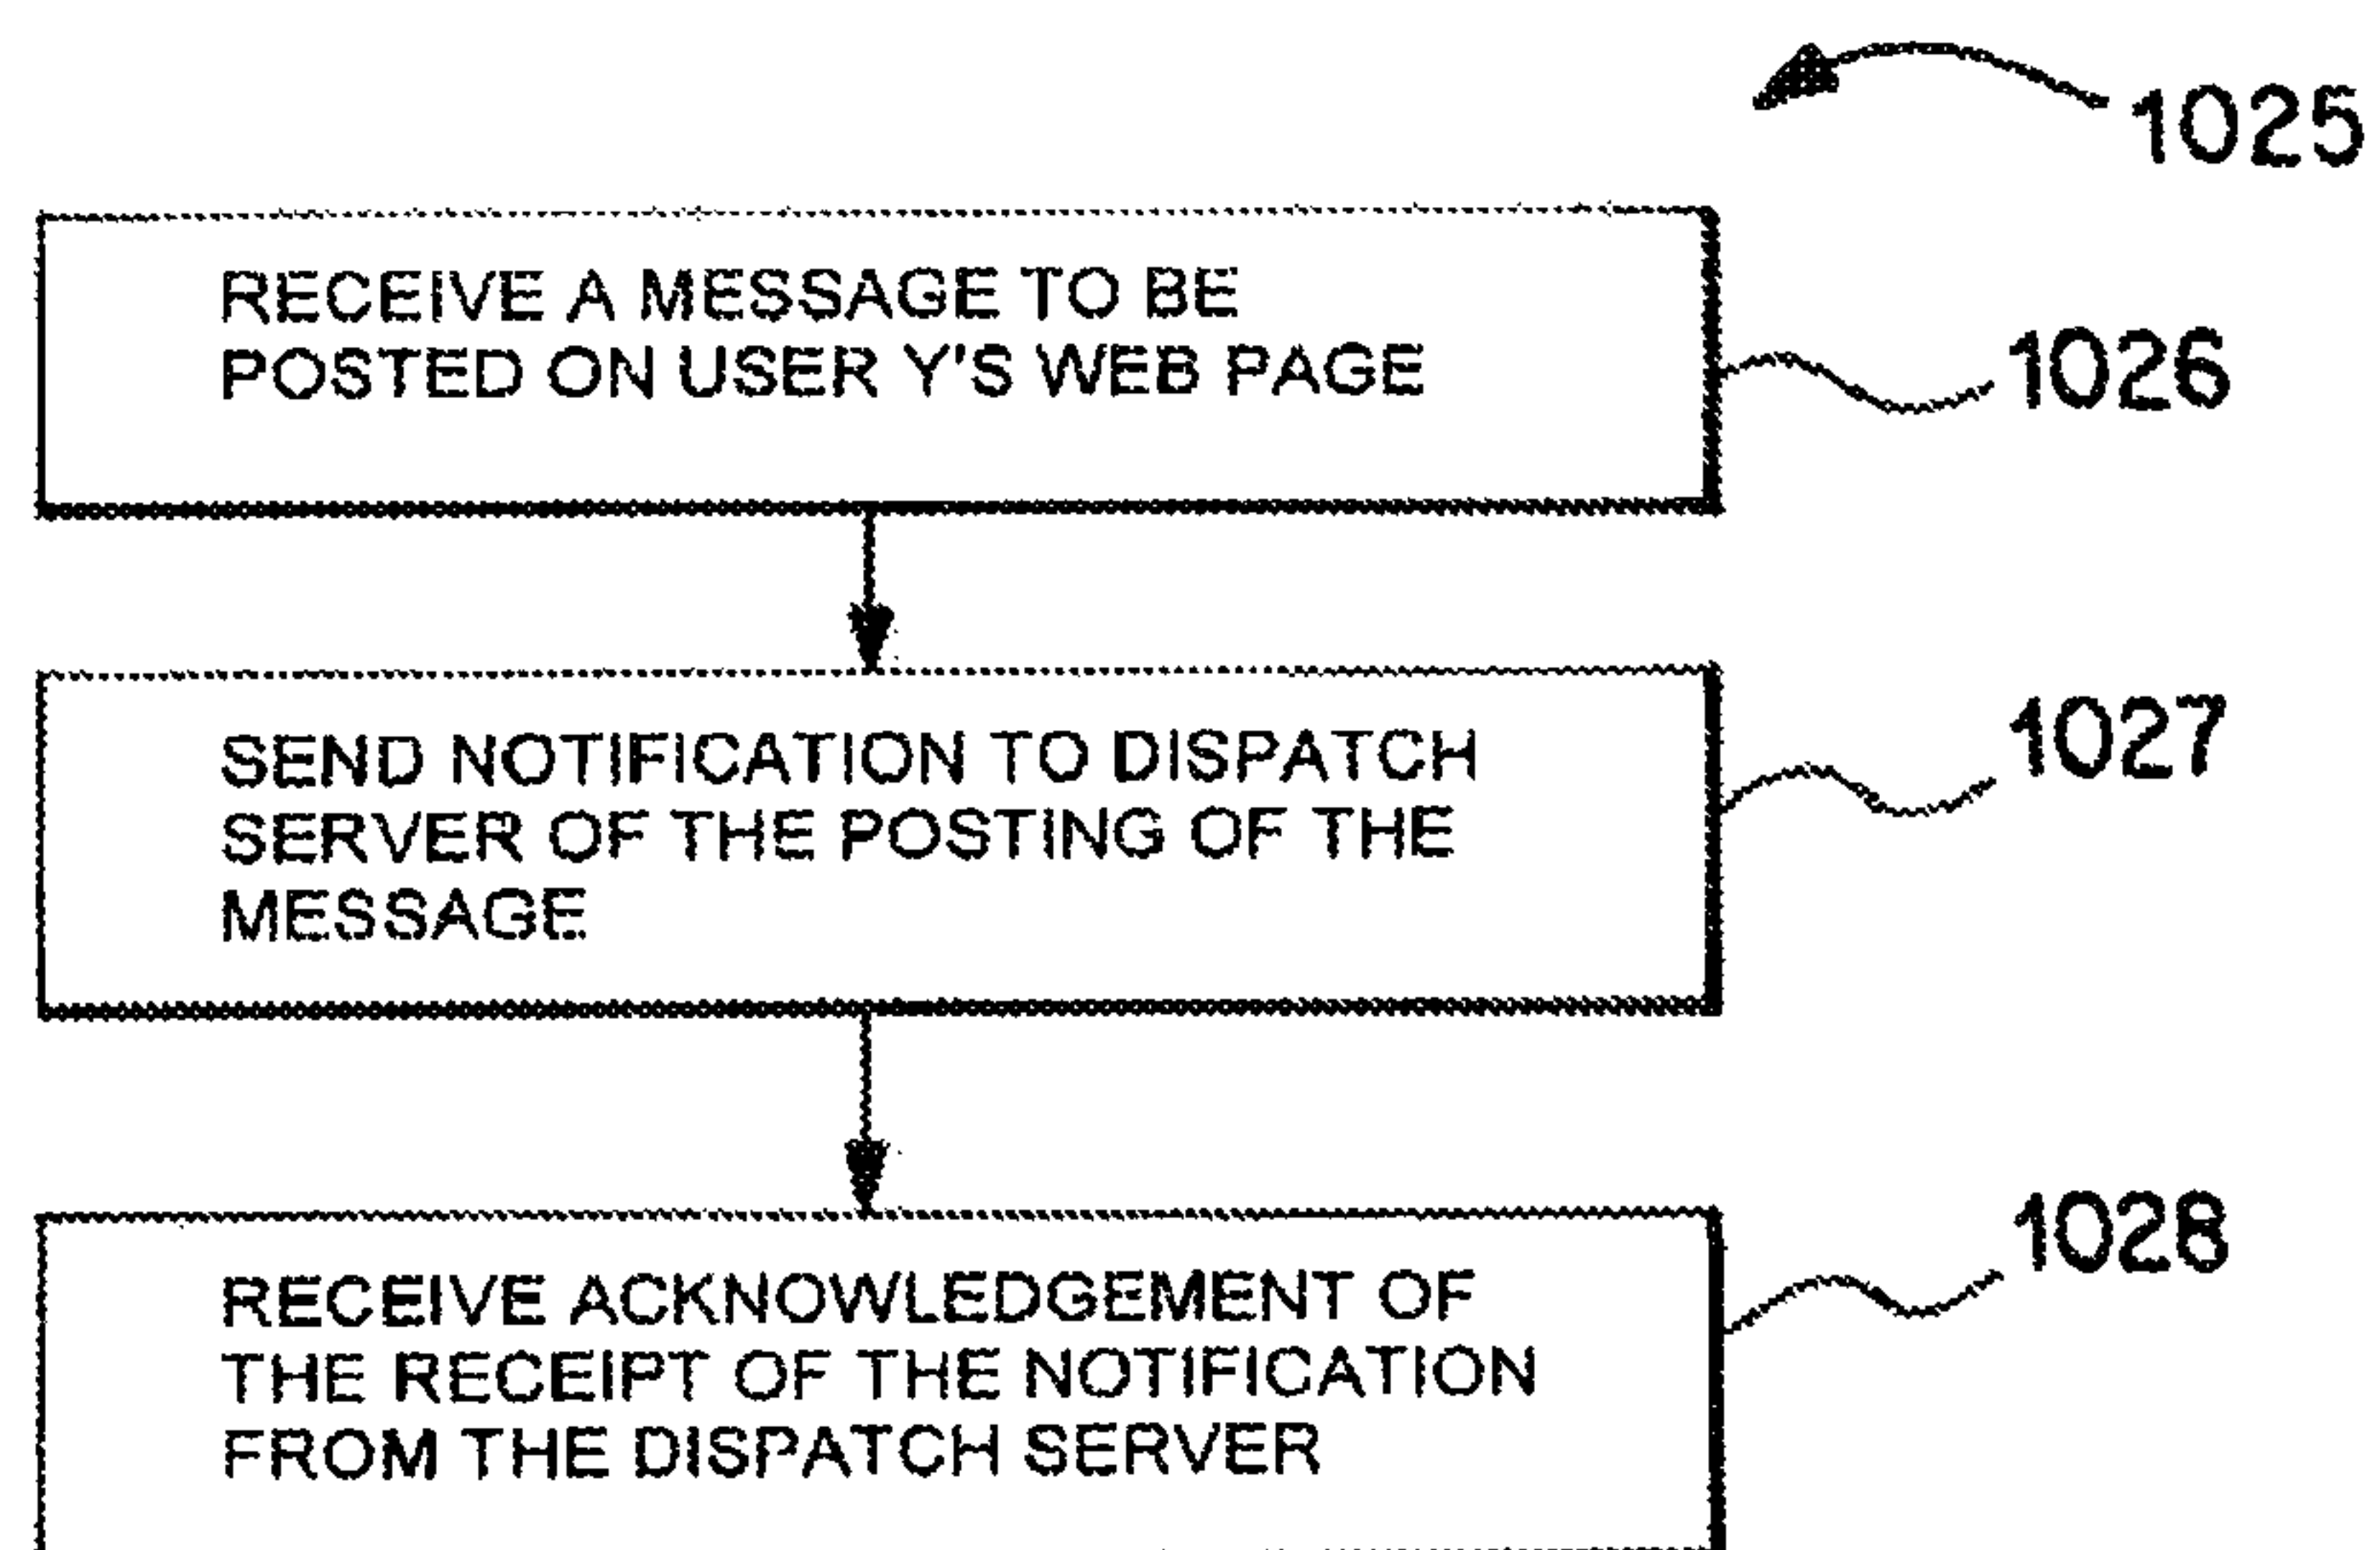 1025
RECEIVE A MESSAGE TO BE
POSTED ON USER Y'S WEB PAGE
1026
SEND NOTIFICATION TO DISPATCH
SERVER OF THE POSTING OF THE
MESSAGE
1027
RECEIVE ACKNOWLEDGEMENT OF
THE RECEIPT OF THE NOTIFICATION
FROM THE DISPATCH SERVER
1028